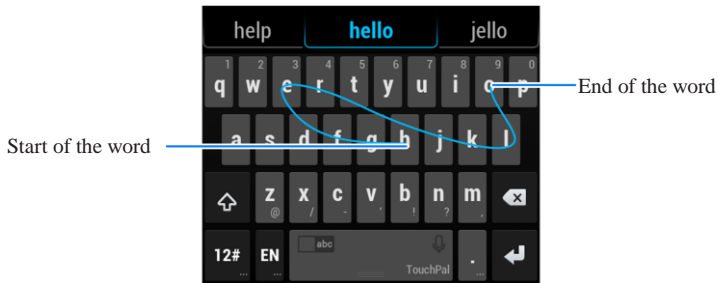 help hello jello
1 2 3 4 5 6 7 8 9 0
q w e r t y u i o p
End of the word
Start of the word
a s d f g h j k l
z x c v b n m
@ / - ' ! ? ,
abc
12# EN . ...
... ...
TouchPal